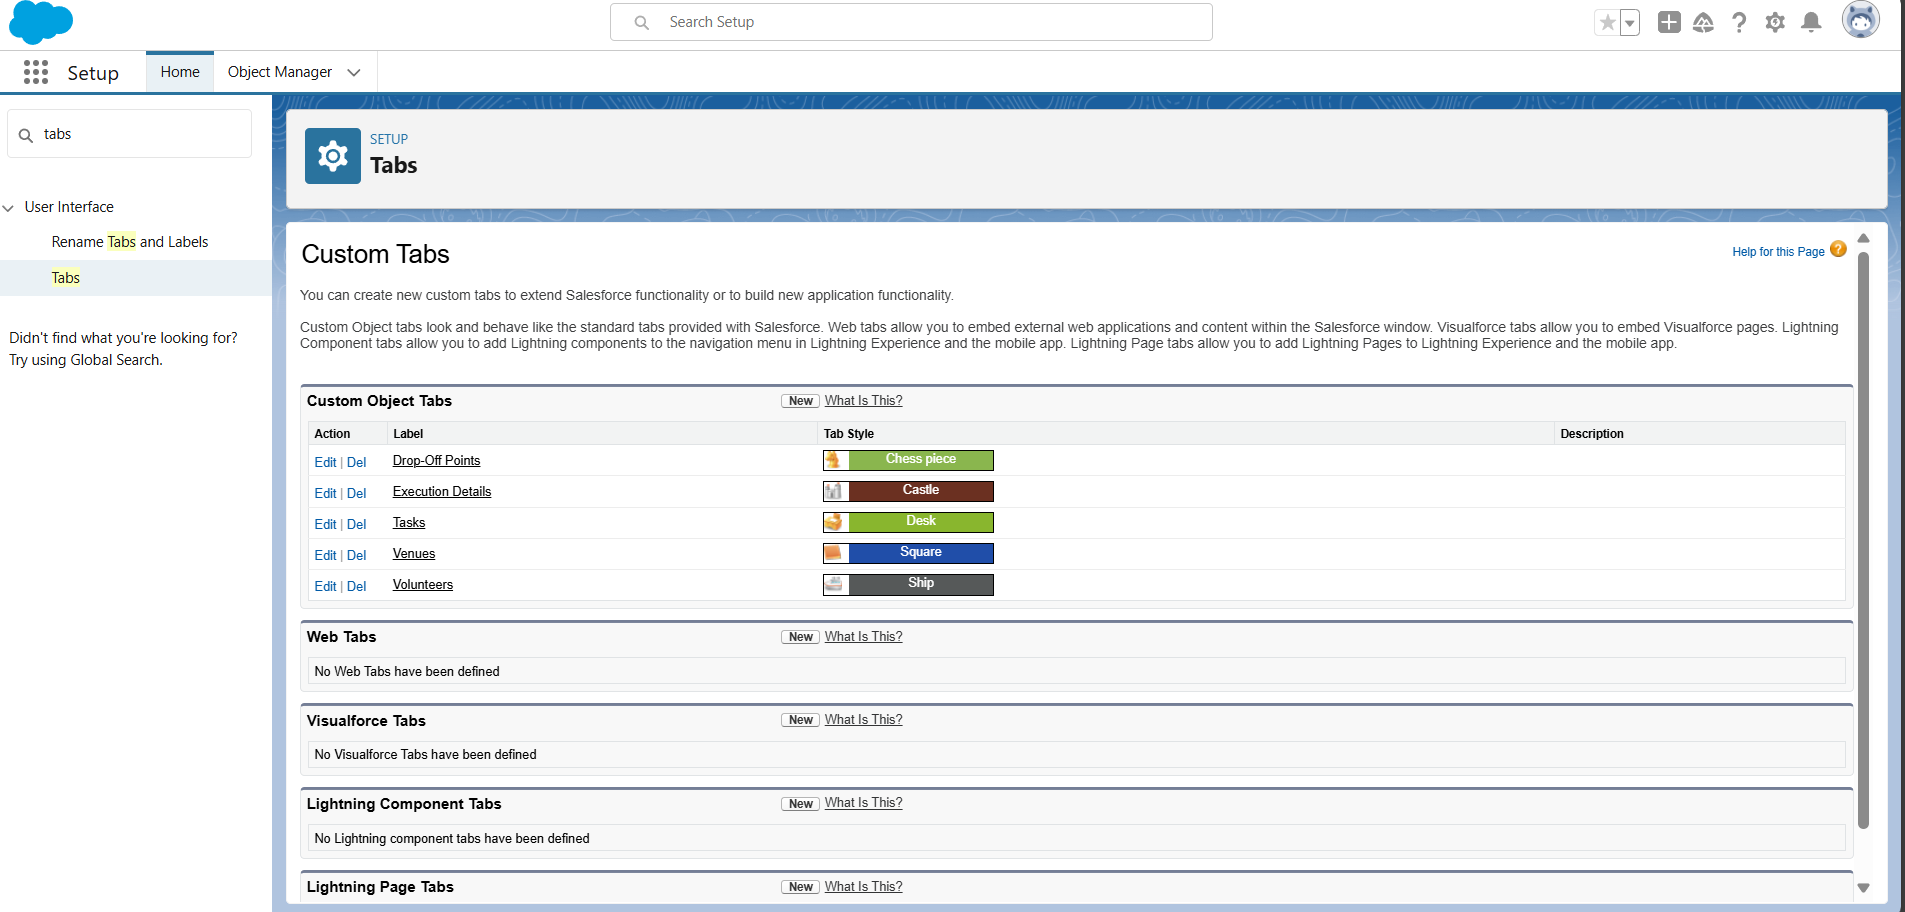 Search Setup
Setup
Home
Object Manager
tabs
User Interface
Rename Tabs and Labels
Tabs
Didn't find what you're looking for?
Try using Global Search.
SETUP
Tabs
Custom Tabs
Help for this Page ?
You can create new custom tabs to extend Salesforce functionality or to build new application functionality.
Custom Object tabs look and behave like the standard tabs provided with Salesforce. Web tabs allow you to embed external web applications and content within the Salesforce window. Visualforce tabs allow you to embed Visualforce pages. Lightning
Component tabs allow you to add Lightning components to the navigation menu in Lightning Experience and the mobile app. Lightning Page tabs allow you to add Lightning Pages to Lightning Experience and the mobile app.
Custom Object Tabs New What Is This?
Action Label Tab Style Description
Edit | Del Drop-Off Points Chess piece
Edit | Del Execution Details Castle
Edit | Del Tasks Desk
Edit | Del Venues Square
Edit | Del Volunteers Ship
Web Tabs New What Is This?
No Web Tabs have been defined
Visualforce Tabs New What Is This?
No Visualforce Tabs have been defined
Lightning Component Tabs New What Is This?
No Lightning component tabs have been defined
Lightning Page Tabs New What Is This?